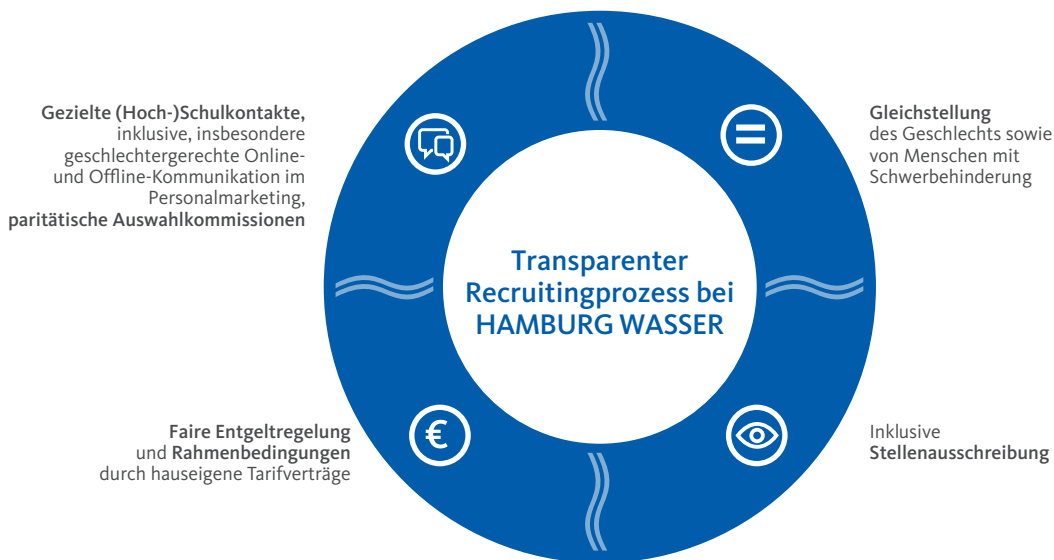 Gezielte (Hoch-)Schulkontakte,
inklusive, insbesondere
geschlechtergerechte Online-
und Offline-Kommunikation im
Personalmarketing,
paritätische Auswahlkommissionen
Gleichstellung
des Geschlechts sowie
von Menschen mit
Schwerbehinderung
Transparenter
Recruitingprozess bei
HAMBURG WASSER
Faire Entgeltregelung
und Rahmenbedingungen
durch hauseigene Tarifverträge
€
Inklusive
Stellenausschreibung